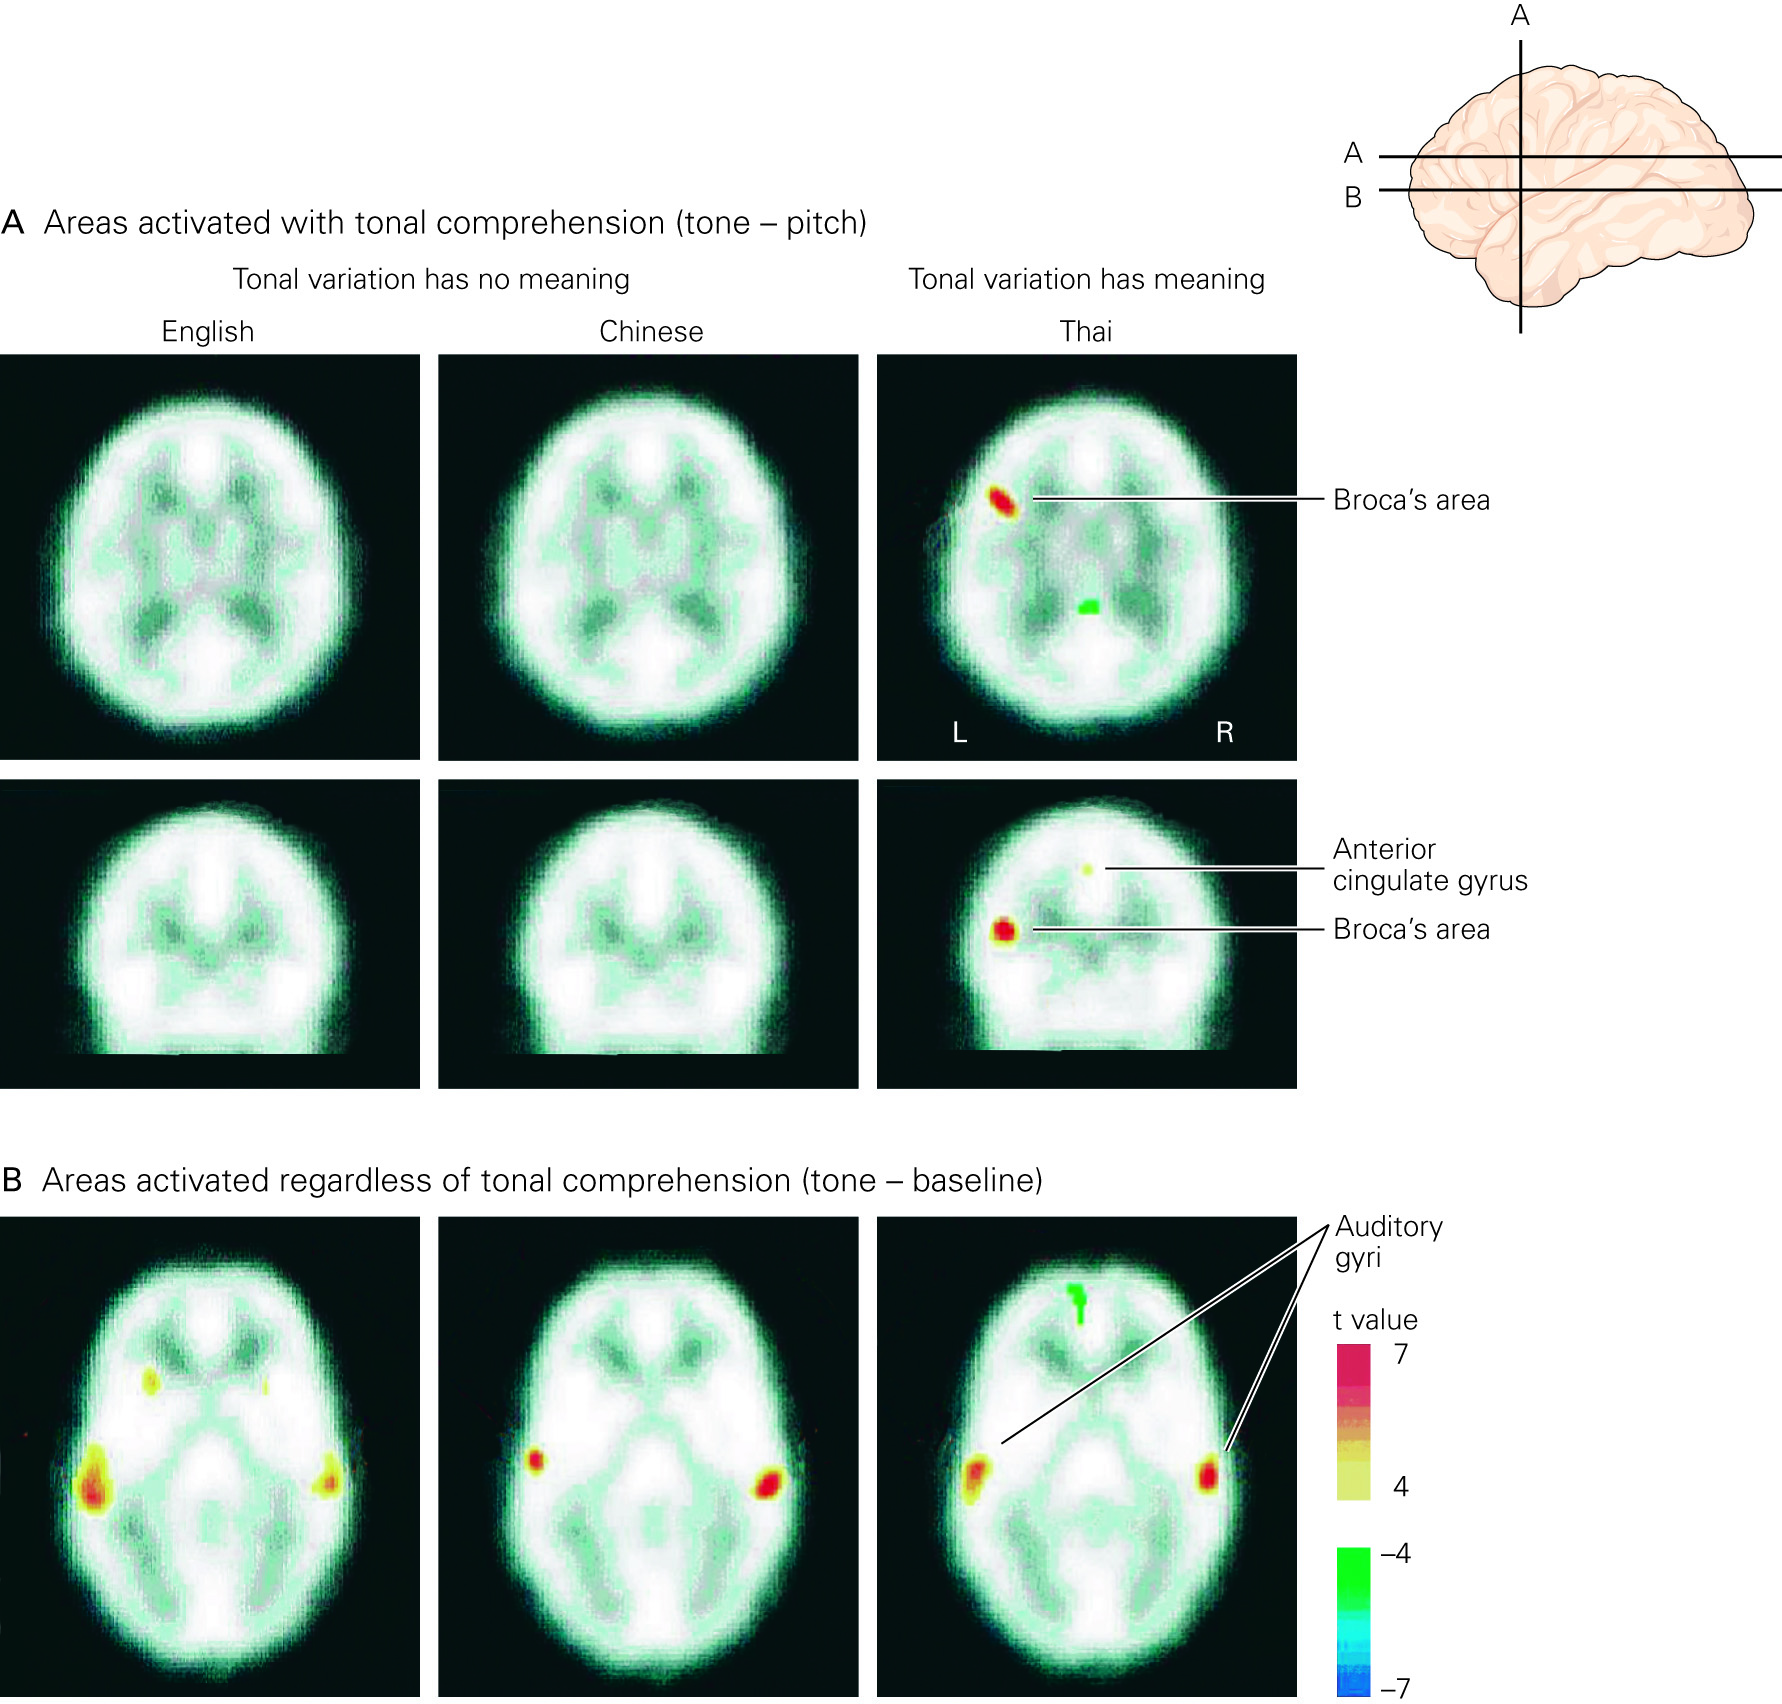 A
A
B
A Areas activated with tonal comprehension (tone – pitch)
Tonal variation has no meaning
Tonal variation has meaning
English
Chinese
Thai
Broca’s area
L
R
Anterior
cingulate gyrus
Broca’s area
B Areas activated regardless of tonal comprehension (tone – baseline)
Auditory
gyri
t value
7
4
–4
–7